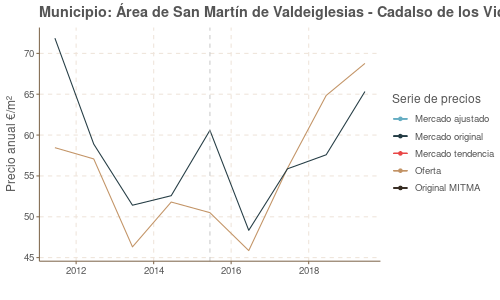 Municipio: Área de San Martín de Valdeiglesias - Cadalso de los
Precio anual €/m²
70
65
60
55
50
45
2012
2014
2016
2018
Serie de precios
Mercado ajustado
Mercado original
Mercado tendencia
Oferta
Original MITMA